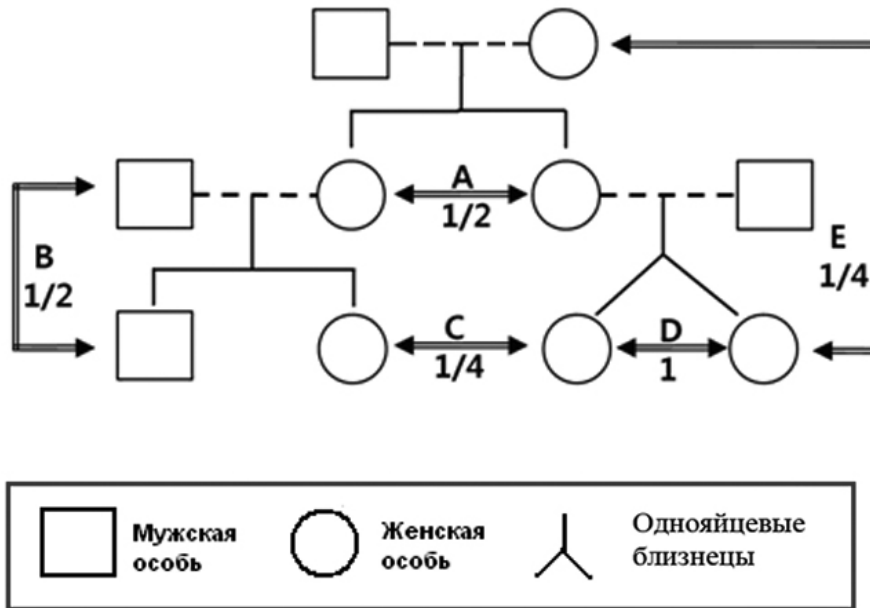 A
1/2
B
1/2
E
1/4
C
1/4
D
1
Мужская
особь
Женская
особь
Однояйцевые
близнецы